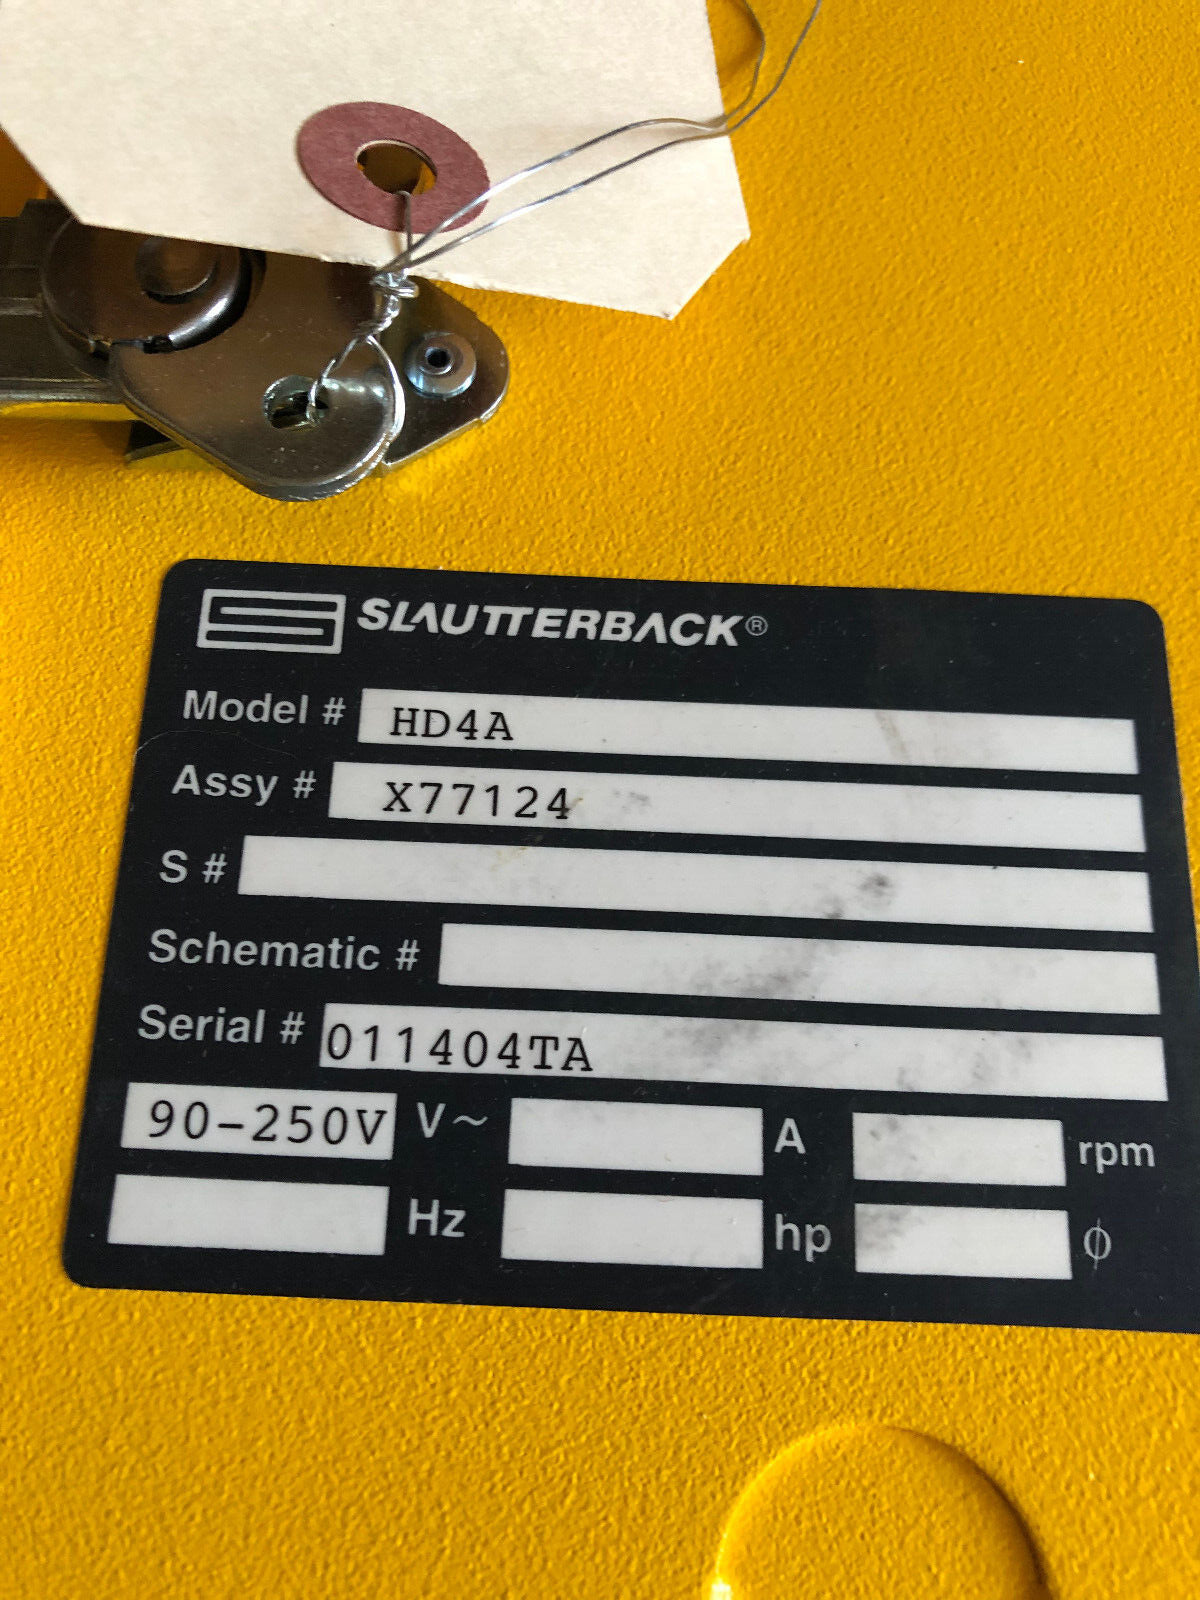 SLAUTTERBACK®
Model # HD4A
Assy # X77124
S #
Schematic #
Serial # 011404TA
90-250V V~ A rpm
Hz hp ϕ